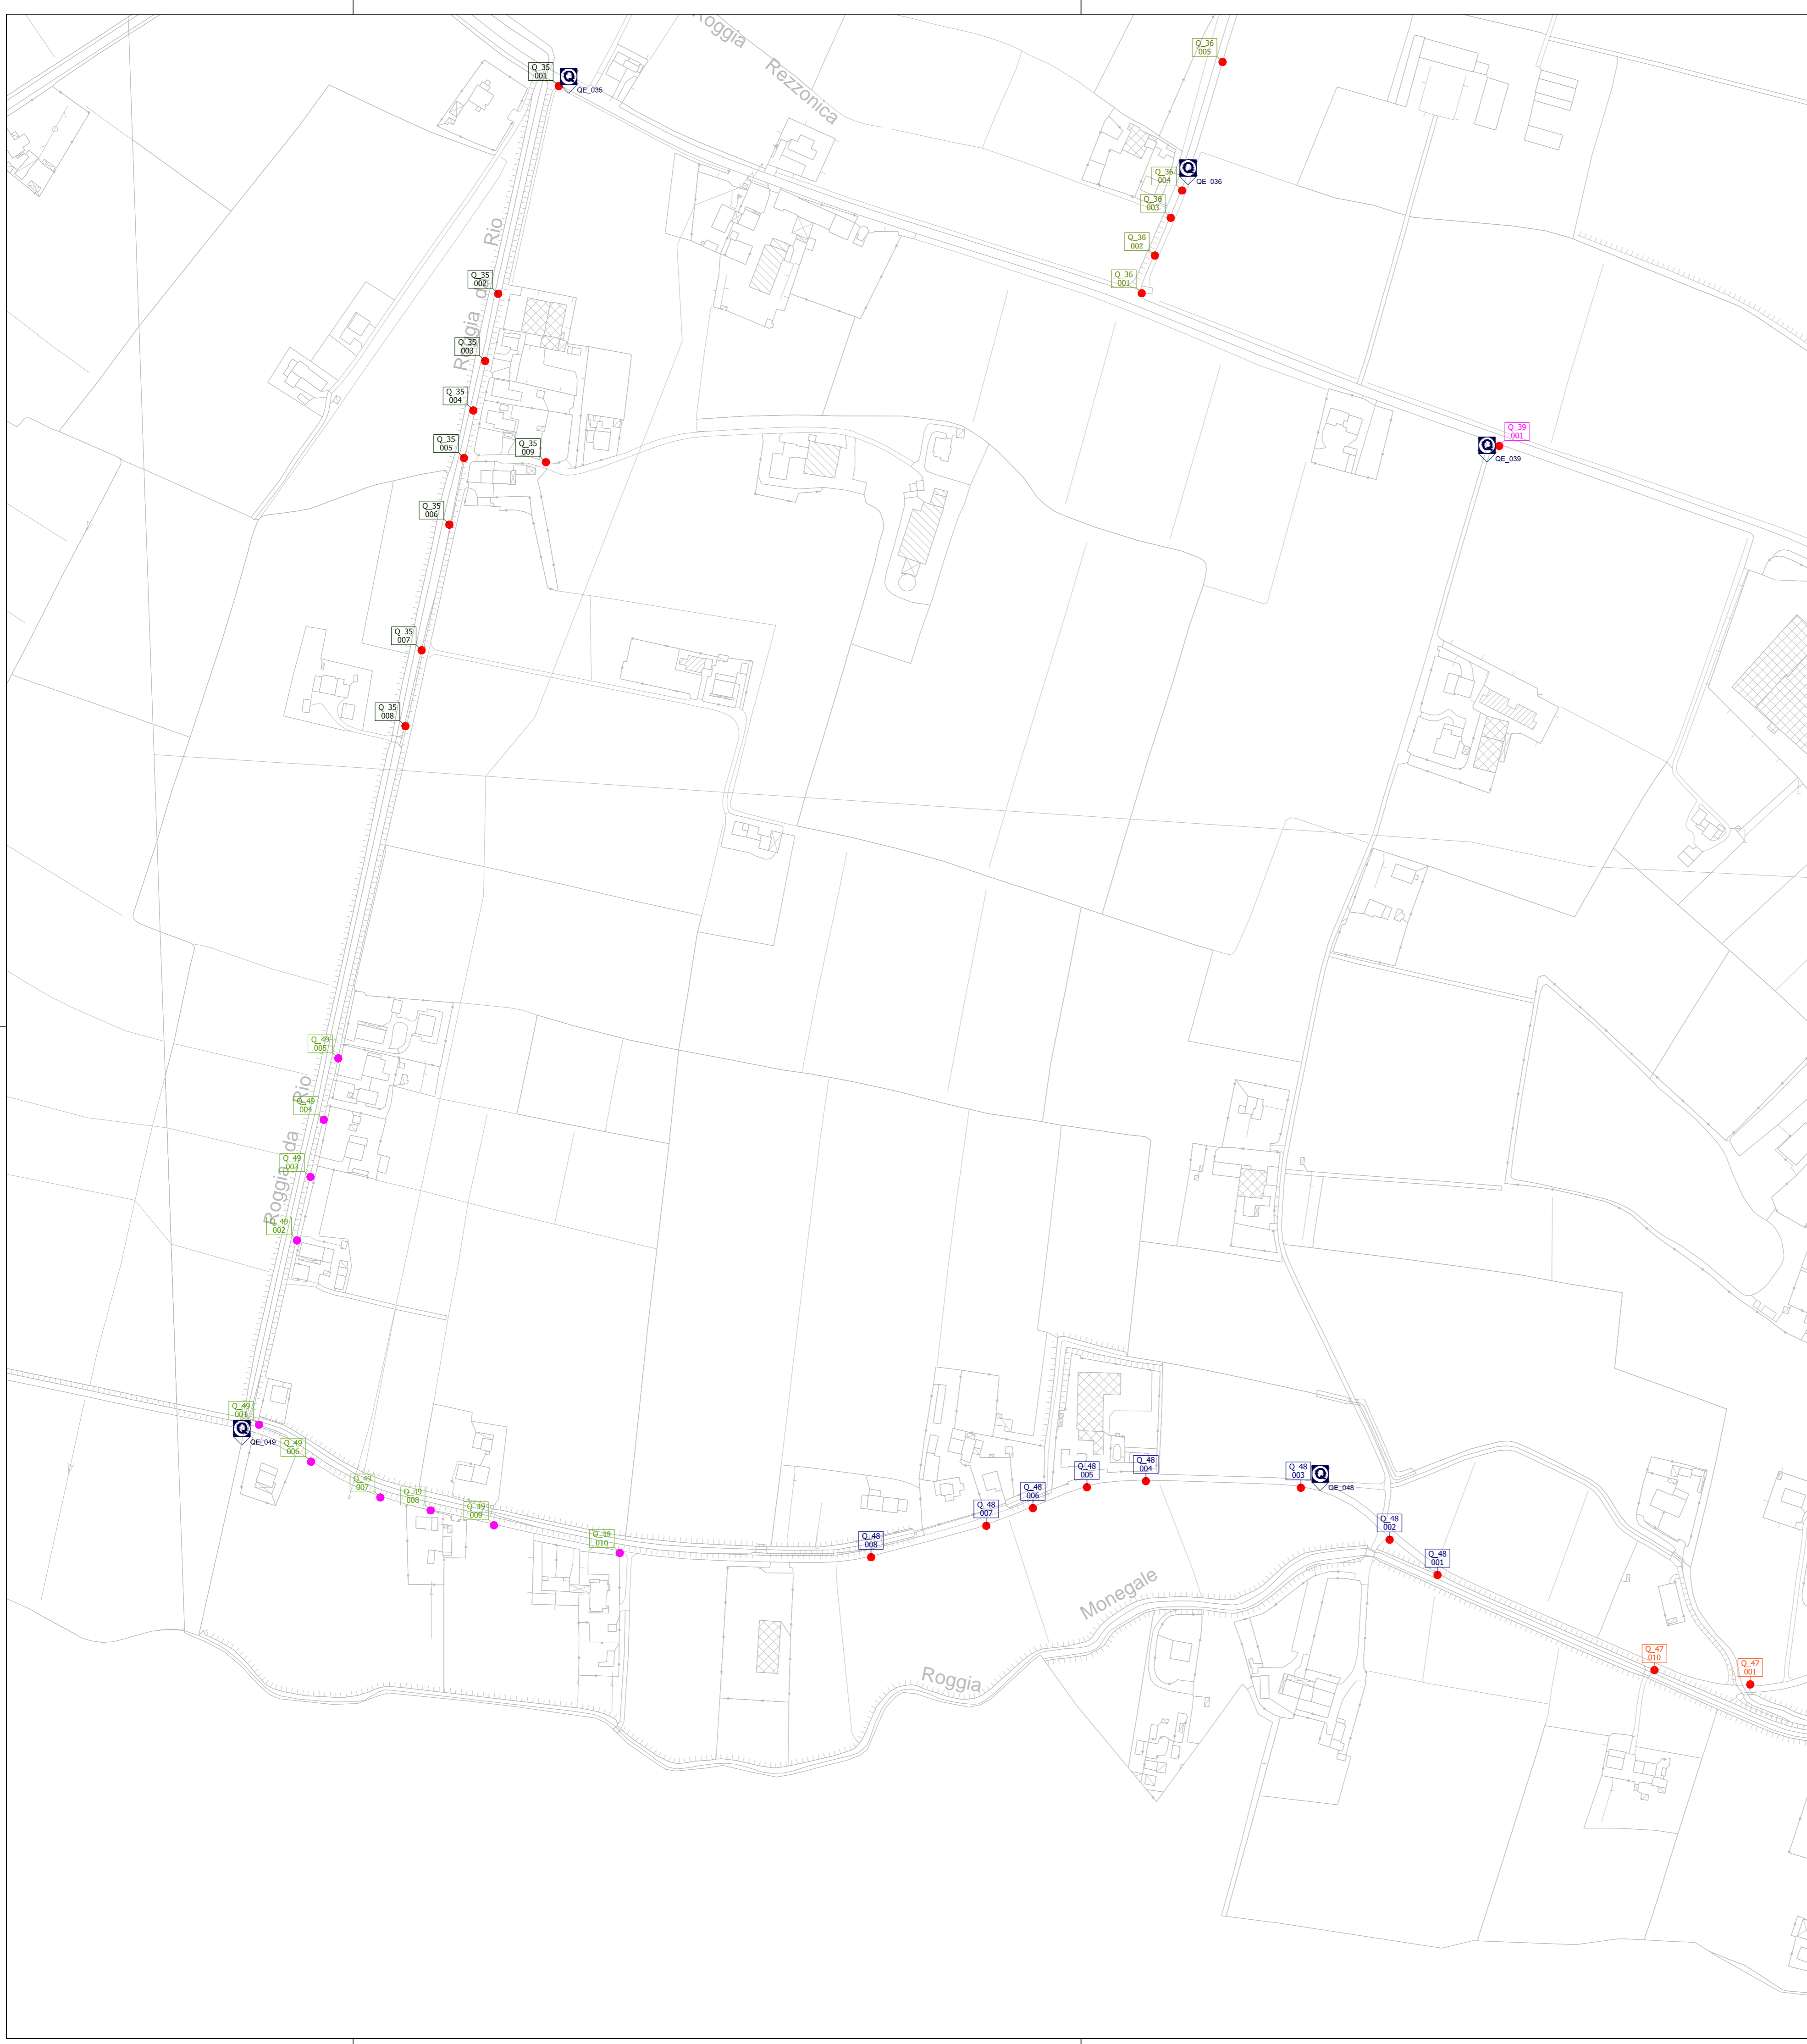 Roggia
Rezzonica
Q_36
005
Q_35
001
QE_035
Q_36
004
QE_036
Q_36
003
Rio
Q_36
002
Q_35
002
Q_36
001
Roggia da
Q_35
003
Q_35
004
Q_39
001
Q_35
005
Q_35
009
QE_039
Q_35
006
Q_35
007
Q_35
008
Q_49
005
Rio
Q_49
004
Roggia da
Q_49
003
Q_49
002
Q_49
001
QE_049
Q_49
006
Q_49
007
Q_49
008
Q_49
009
Q_49
010
Q_48
008
Q_48
007
Q_48
006
Q_48
005
Q_48
004
Q_48
003
QE_048
Q_48
002
Q_48
001
Monegale
Roggia
Q_47
010
Q_47
001